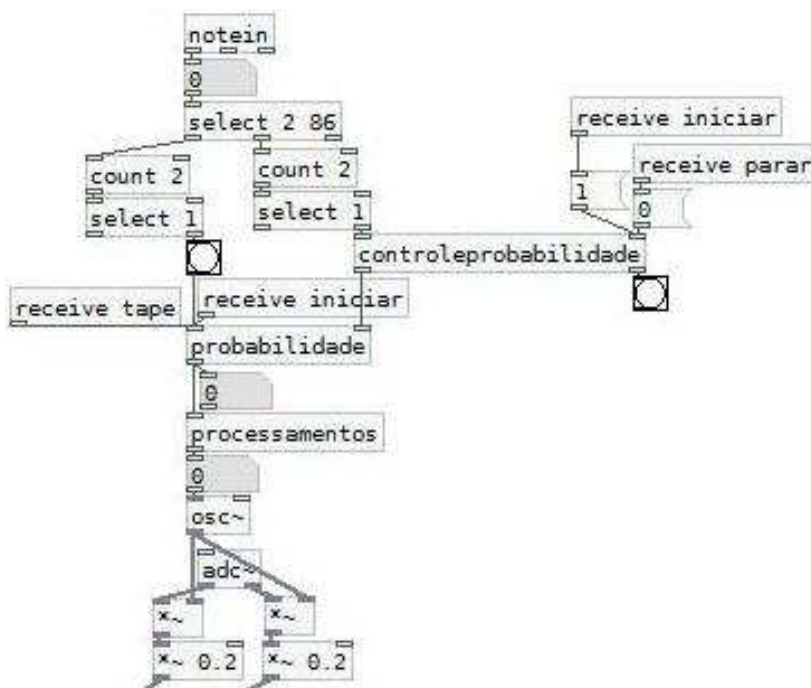 notein
0
select 2 86
receive iniciar
count 2
count 2
receive parar
1
select 1
select 1
0
controleprobabilidade
receive tape
receive iniciar
probabilidade
0
processamentos
0
osc~
adc~
*~
*~
*~ 0.2
*~ 0.2